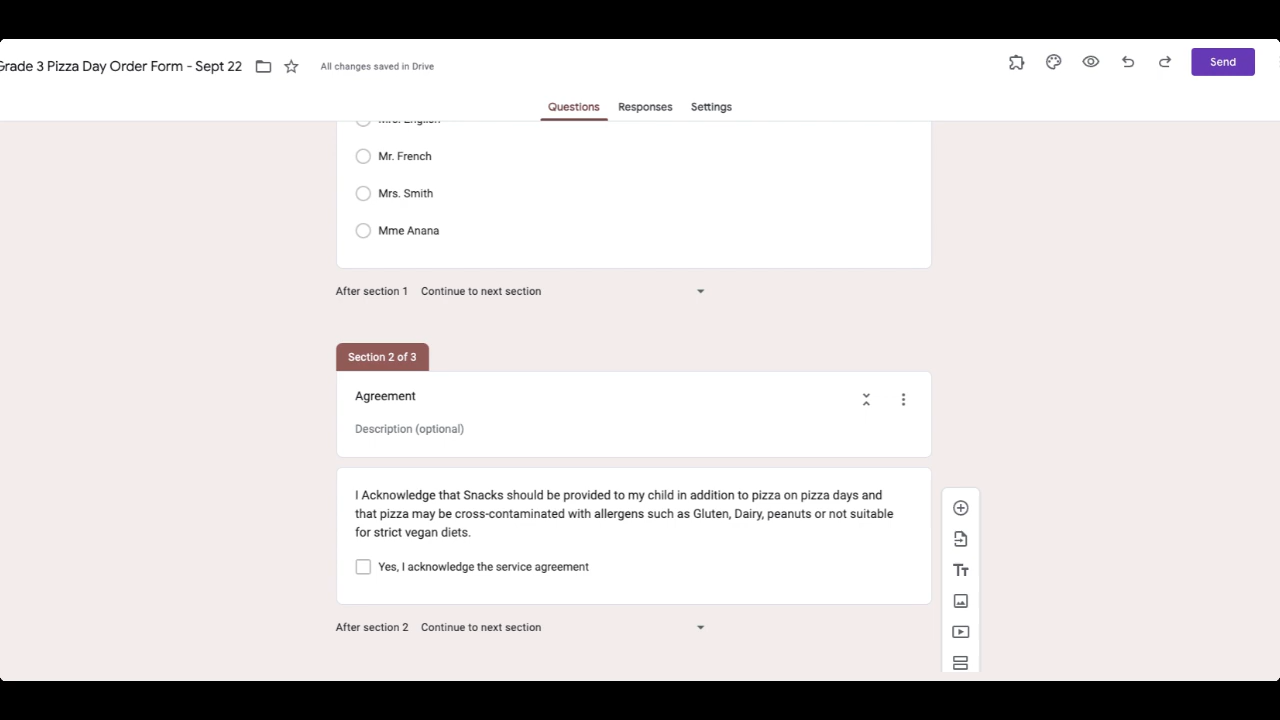 Grade 3 Pizza Day Order Form - Sept 22
All changes saved in Drive
Send
Questions
Responses
Settings
Mrs. English
Mr. French
Mrs. Smith
Mme Anana
After section 1
Continue to next section
Section 2 of 3
Agreement
Description (optional)
I Acknowledge that Snacks should be provided to my child in addition to pizza on pizza days and
that pizza may be cross-contaminated with allergens such as Gluten, Dairy, peanuts or not suitable
for strict vegan diets.
Yes, I acknowledge the service agreement
After section 2
Continue to next section
Tт